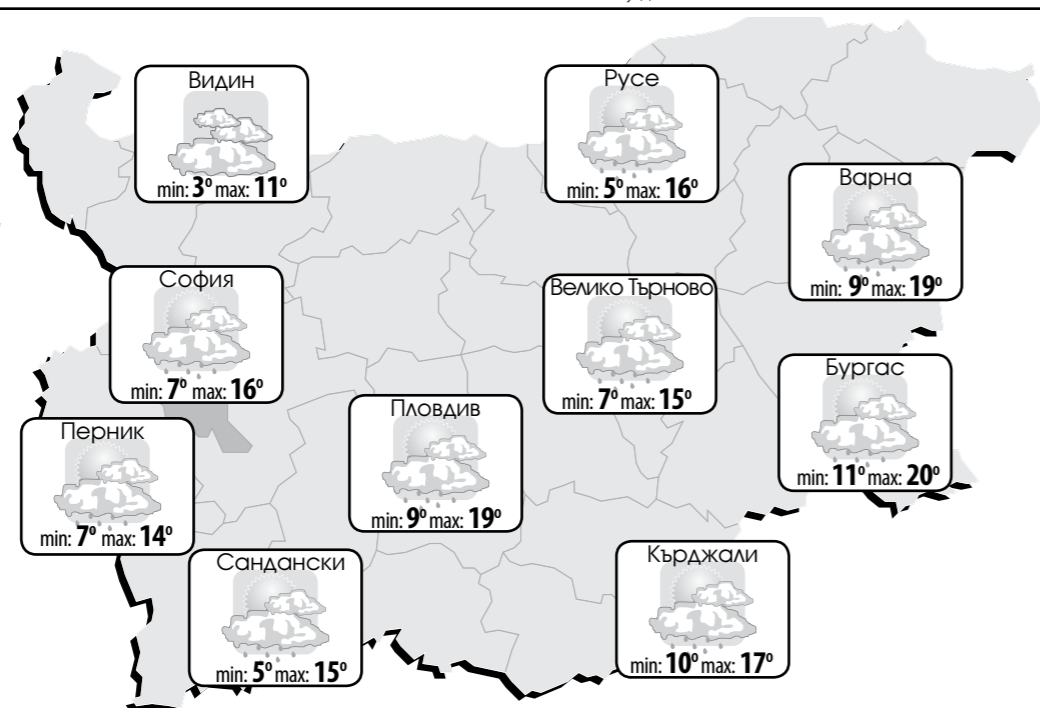 Видин
min: 3° max: 11°
Русе
min: 5° max: 16°
Варна
min: 9° max: 19°
София
min: 7° max: 16°
Велико Търново
min: 7° max: 15°
Бургас
min: 11° max: 20°
Пловдив
min: 9° max: 19°
Перник
min: 7° max: 14°
Сандански
min: 5° max: 15°
Кърджали
min: 10° max: 17°